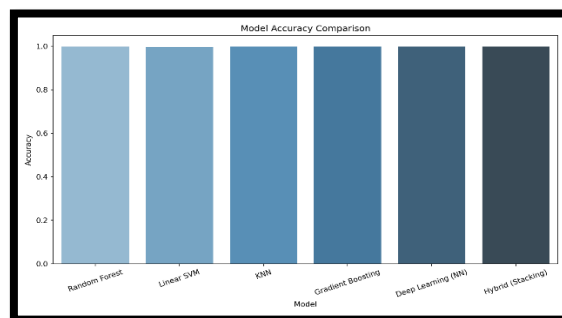 Model Accuracy Comparison
1.0
0.8
0.6
0.4
0.2
0.0
Accuracy
Random Forest
Linear SVM
KNN
Gradient Boosting
Deep Learning (NN)
Hybrid (Stacking)
Model